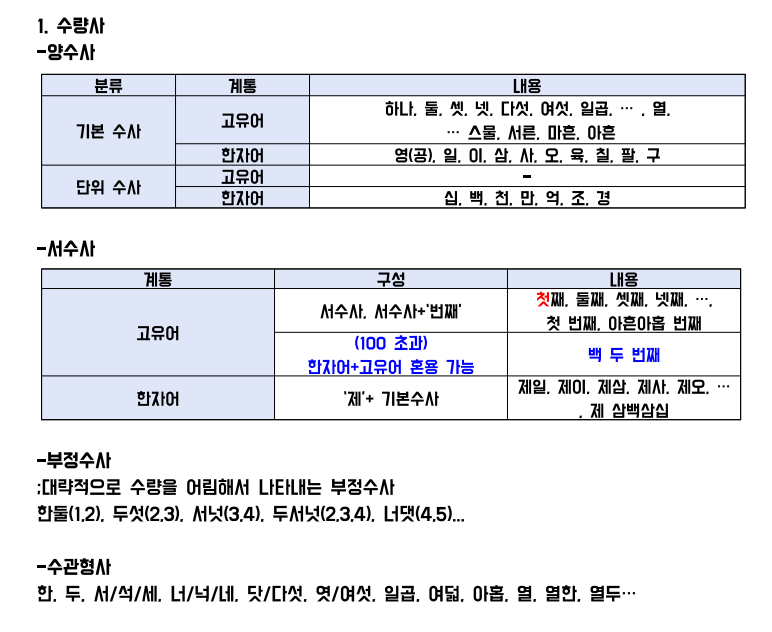 1. 수량사
-양수사
분류 계통 내용
기본 수사 고유어 하나, 둘, 셋, 넷, 다섯, 여섯, 일곱, … , 열,
… 스물, 서른, 마흔, 아흔
한자어 영(공), 일, 이, 삼, 사, 오, 육, 칠, 팔, 구
단위 수사 고유어 -
한자어 십, 백, 천, 만, 억, 조, 경
-서수사
계통 구성 내용
고유어 서수사, 서수사+'번째' 첫째, 둘째, 셋째, 넷째, …,
첫 번째, 아흔아홉 번째
(100 초과)
한자어+고유어 혼용 가능 백 두 번째
한자어 '제'+ 기본수사 제일, 제이, 제삼, 제사, 제오, …
, 제 삼백삼십
-부정수사
;대략적으로 수량을 어림해서 나타내는 부정수사
한둘(1,2), 두섯(2,3), 서넛(3,4), 두서넛(2,3,4), 너댓(4,5)...
-수관형사
한, 두, 서/석/세, 너/넉/네, 닷/다섯, 엿/여섯, 일곱, 여덟, 아홉, 열, 열한, 열두…